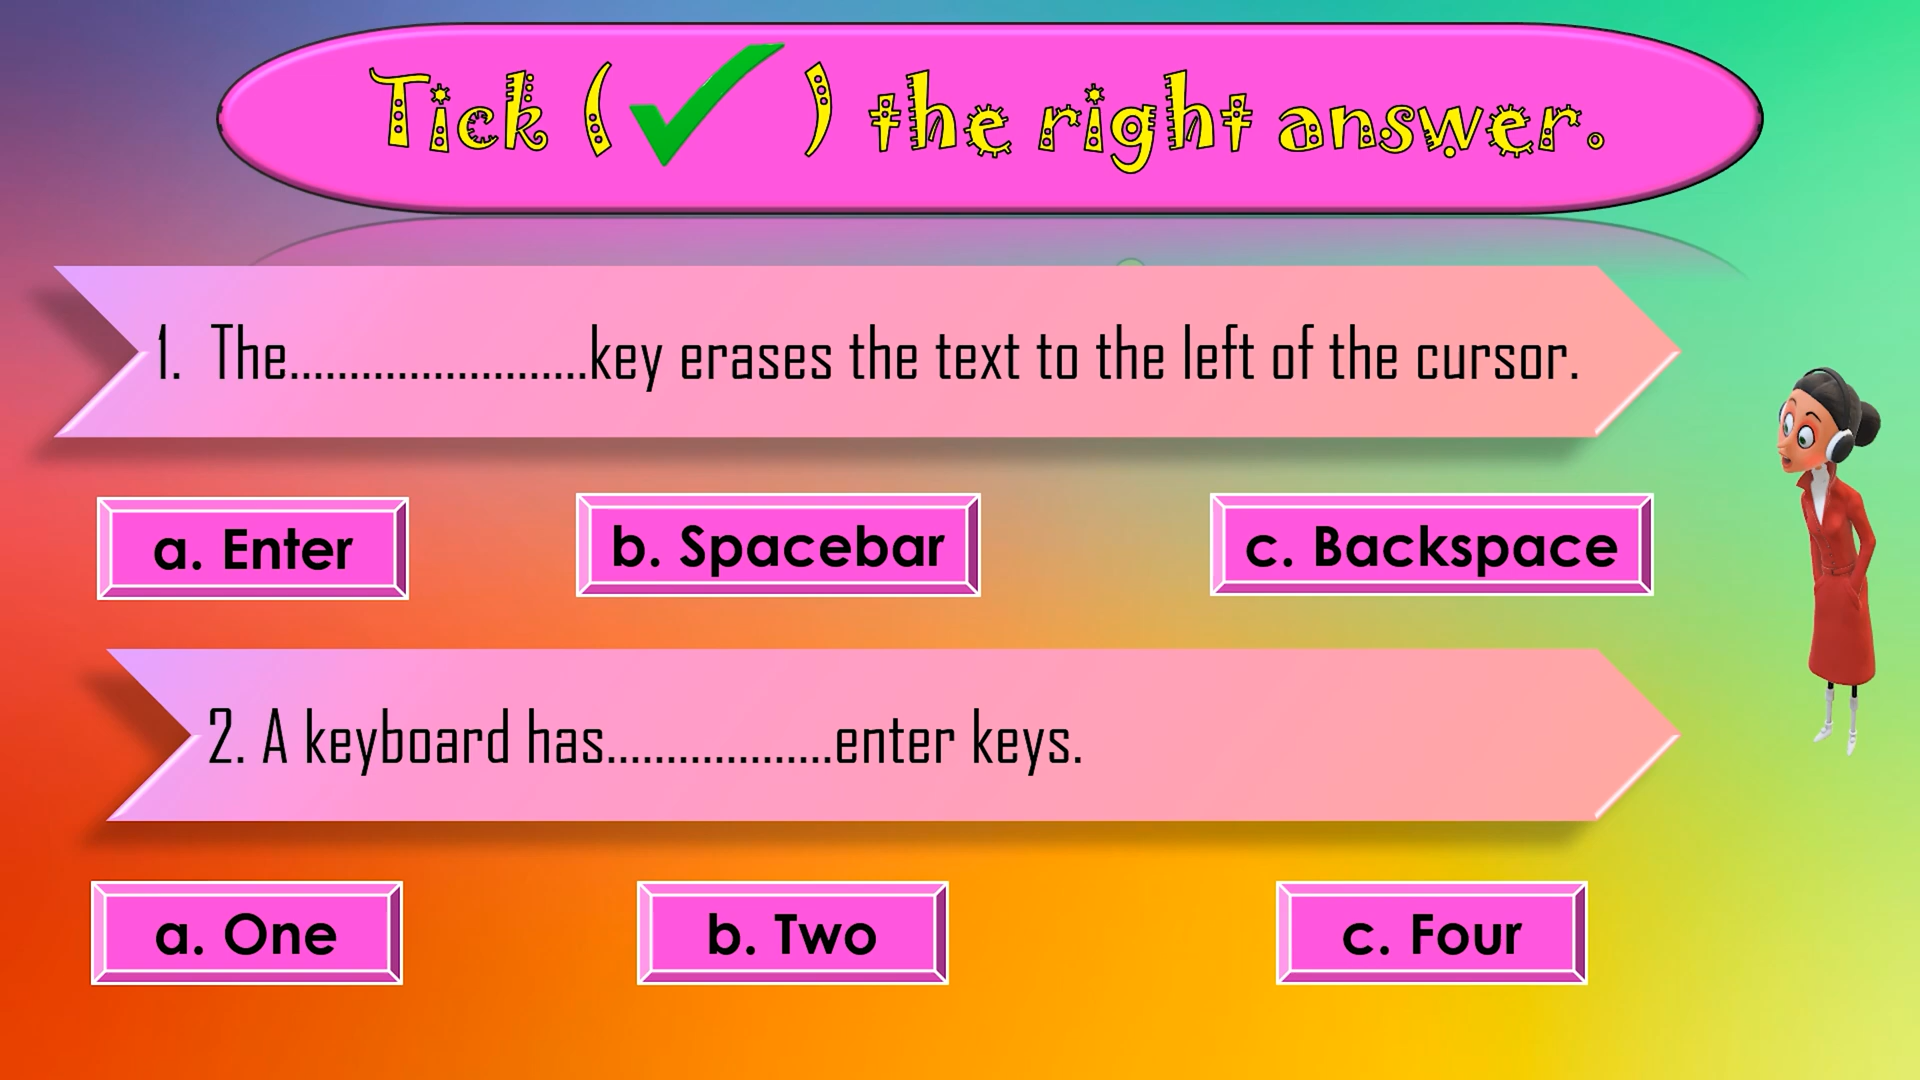 Tick (✓) the right answer.
1. The.........................key erases the text to the left of the cursor.
a. Enter
b. Spacebar
c. Backspace
2. A keyboard has...................enter keys.
a. One
b. Two
c. Four